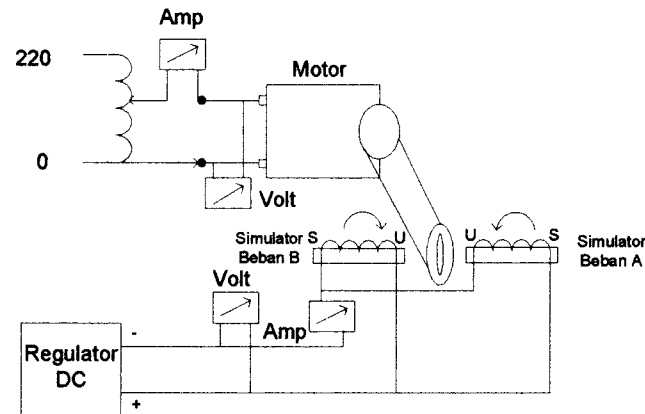 Amp
220
Motor
0
Volt
Simulator
Beban B
S
U
U
S
Simulator
Beban A
Volt
Amp
-
Regulator
DC
+